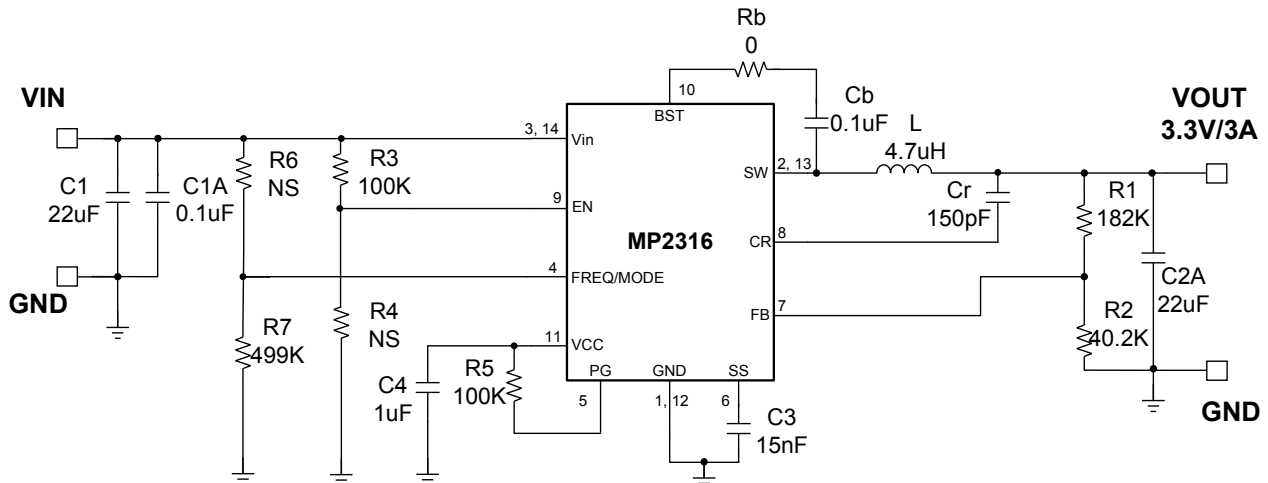 Rb
0
10
BST
VIN
3, 14
Vin
Cb
0.1uF
L
4.7uH
VOUT
3.3V/3A
R6
NS
R3
100K
SW
2, 13
C1
22uF
C1A
0.1uF
Cr
150pF
R1
182K
9
EN
MP2316
CR
8
4
FREQ/MODE
GND
C2A
22uF
R7
499K
R4
NS
FB
7
R2
40.2K
11
VCC
C4
1uF
R5
100K
PG
GND
SS
5
1, 12
6
C3
15nF
GND